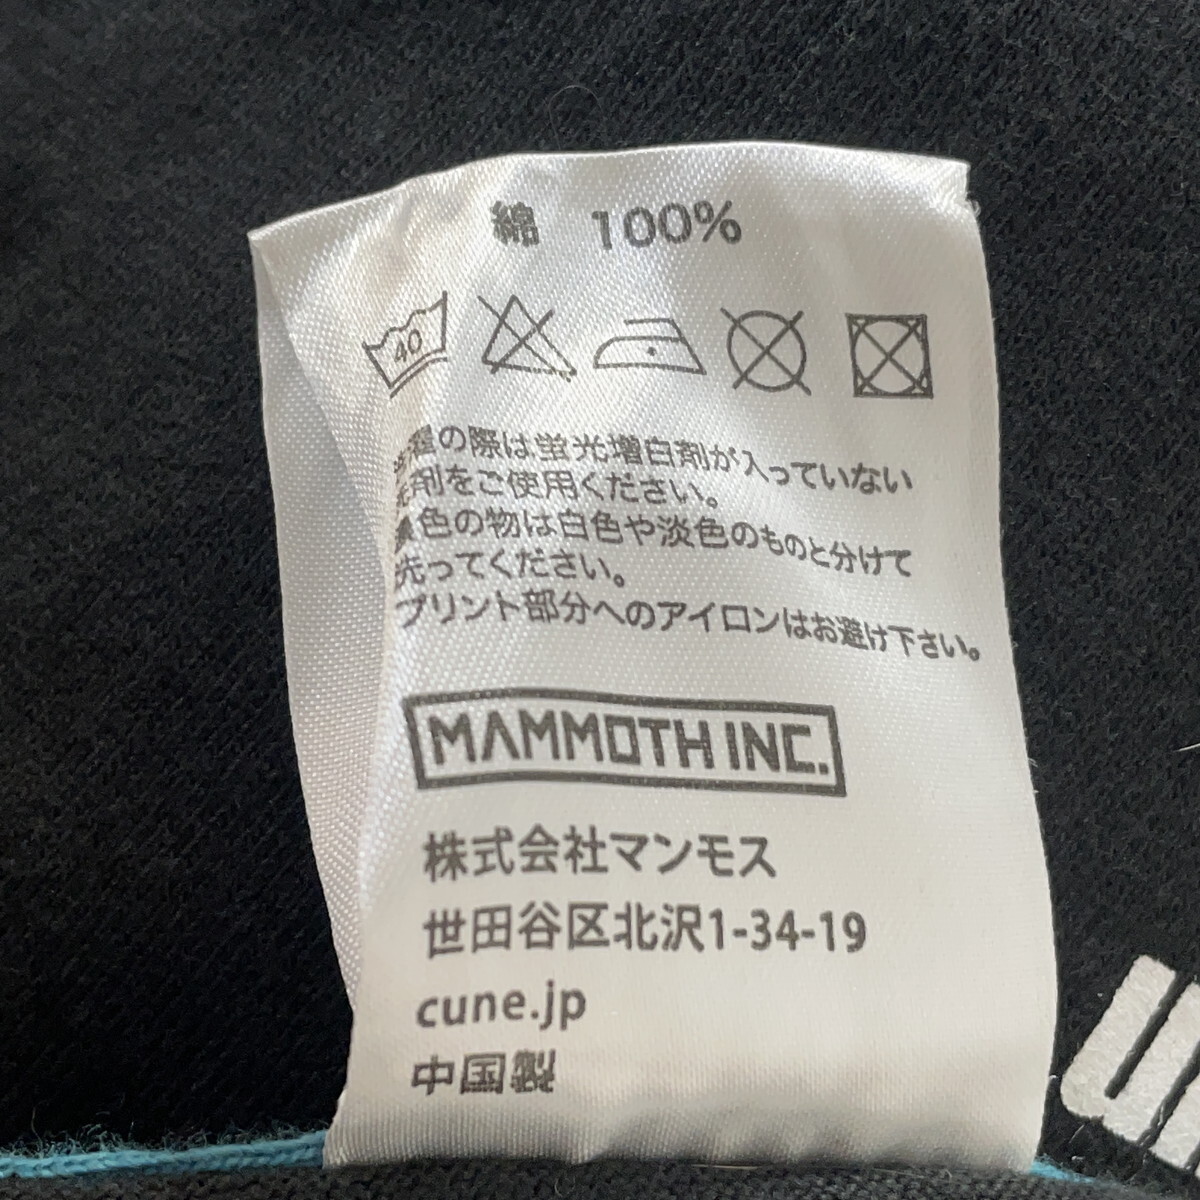 綿 100%
40
洗濯の際は蛍光増白剤が入っていない
洗剤をご使用ください。
濃色の物は白色や淡色のものと分けて
洗ってください。
プリント部分へのアイロンはお避け下さい。
MAMMOTH INC.
株式会社マンモス
世田谷区北沢1-34-19
cune.jp
中国製